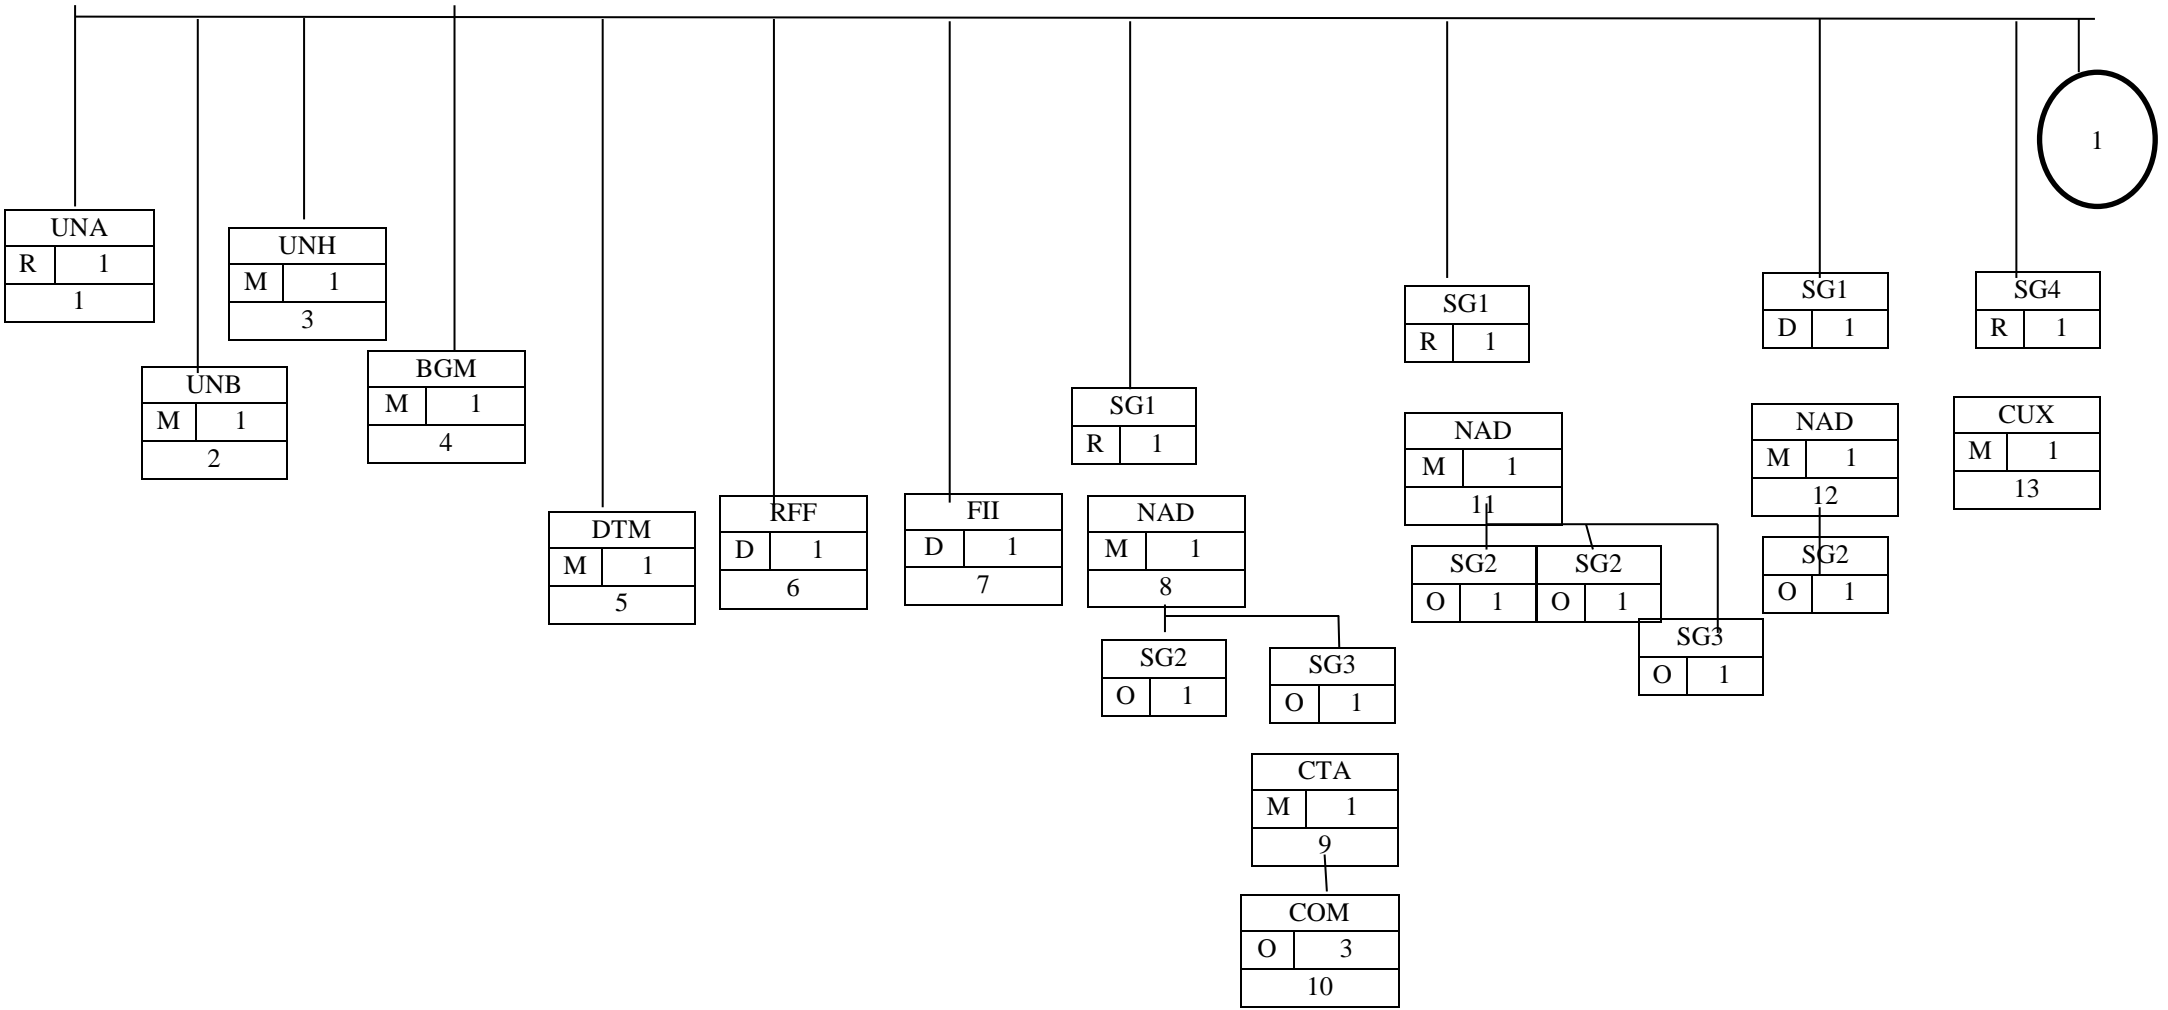 1
UNA
R 1
1
UNH
M 1
3
UNB
M 1
2
BGM
M 1
4
DTM
M 1
5
RFF
D 1
6
FII
D 1
7
SG1
R 1
NAD
M 1
8
SG2
O 1
SG3
O 1
CTA
M 1
9
COM
O 3
10
SG1
R 1
NAD
M 1
11
SG2
O 1
SG2
O 1
SG3
O 1
SG1
D 1
NAD
M 1
12
SG2
O 1
SG4
R 1
CUX
M 1
13